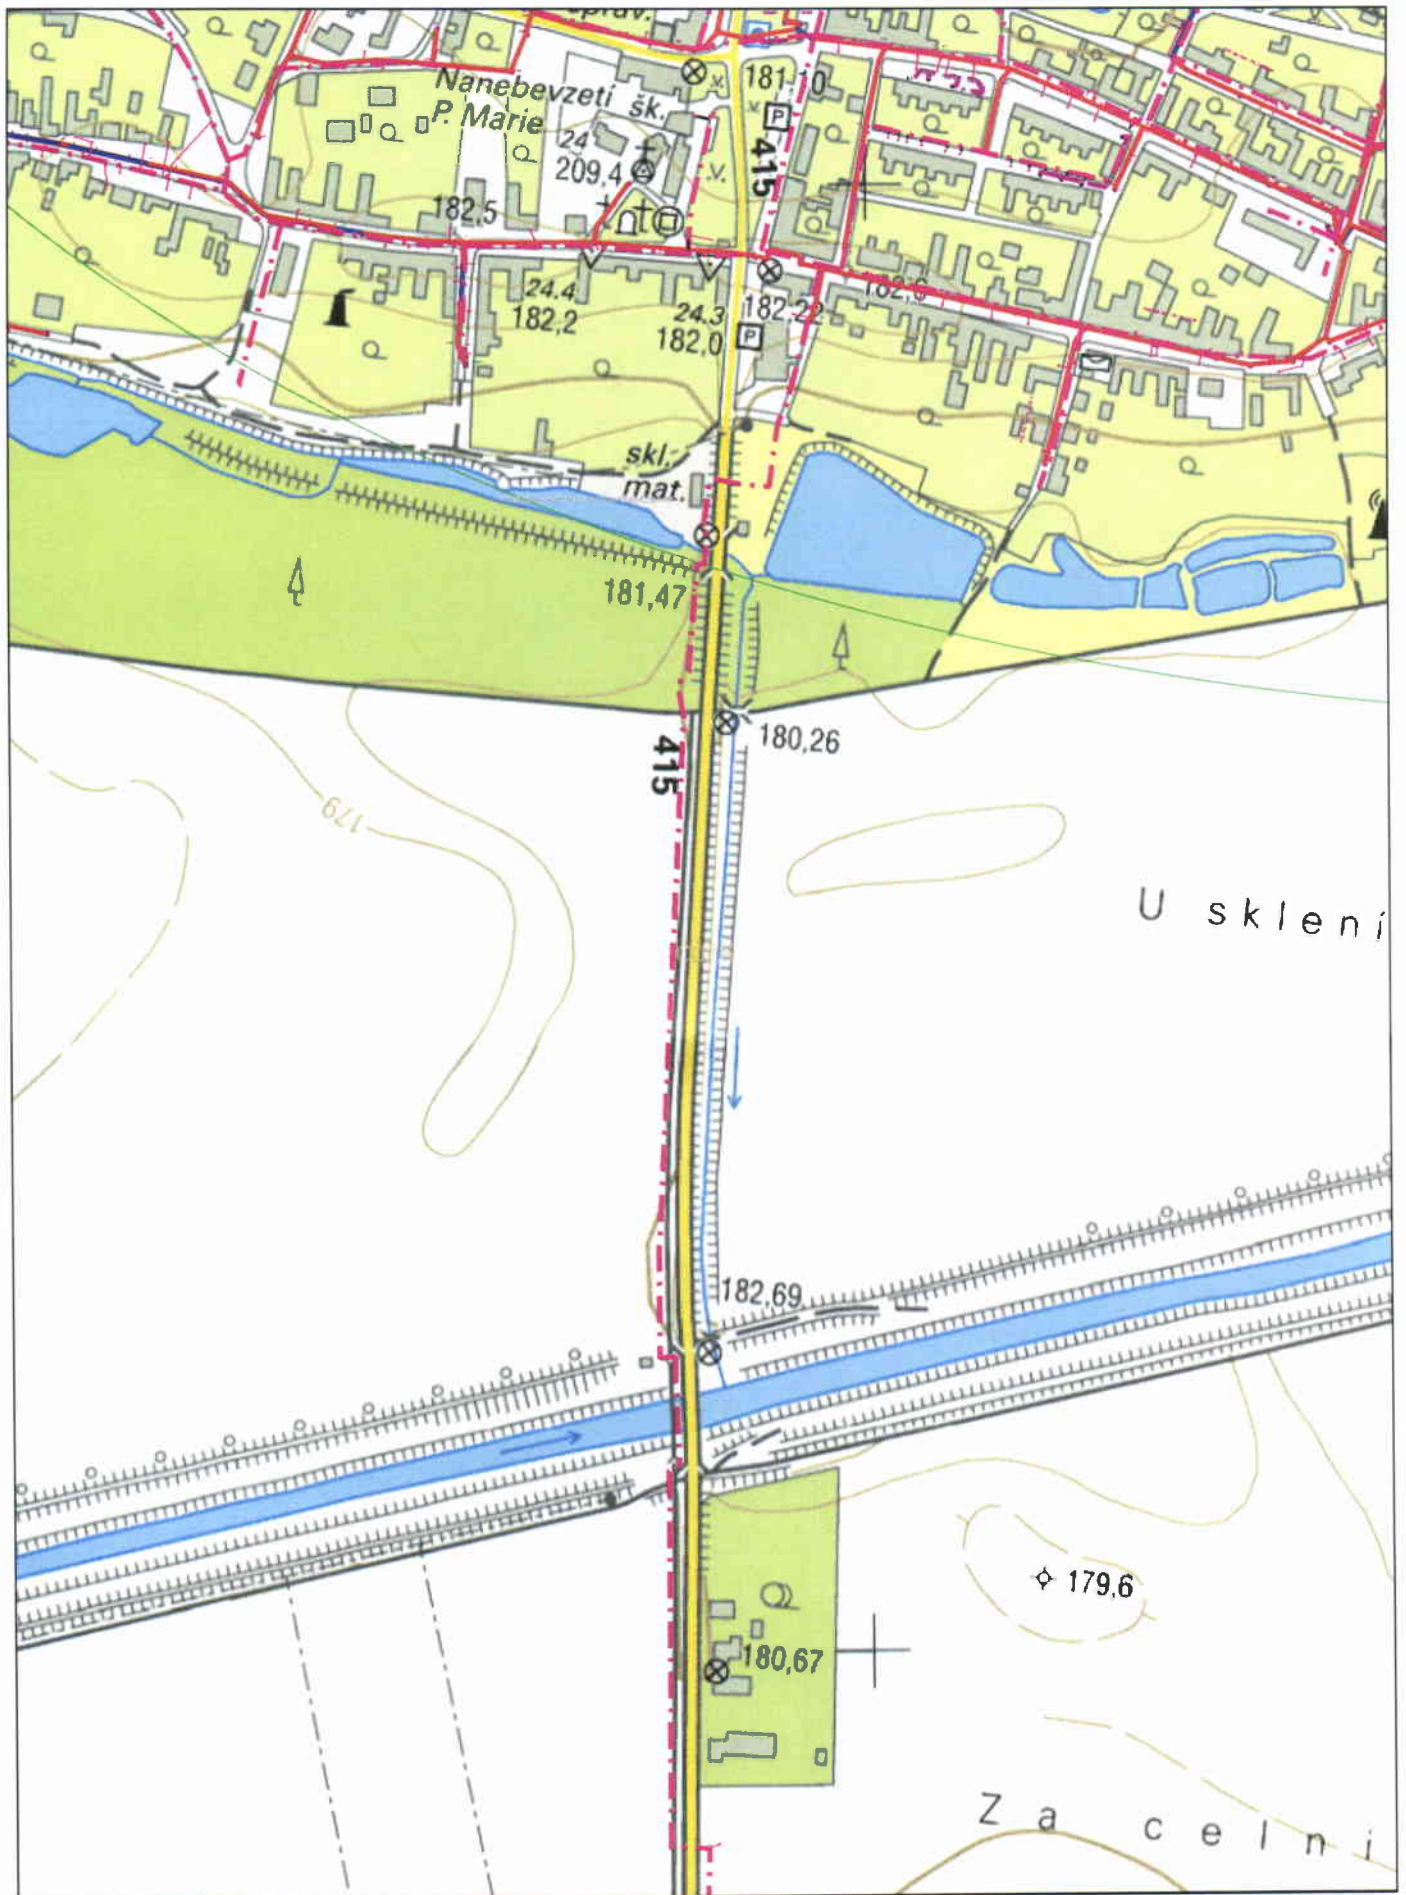 Nanebevzetí
P. Marie
šk.
181,10
P
415
24
209,4
182,5
24.4
182,2
24.3
182,0
182,22
P
182,6
skl.
mat.
181,47
180,26
415
179
U sklení
182,69
179,6
180,67
Za celní